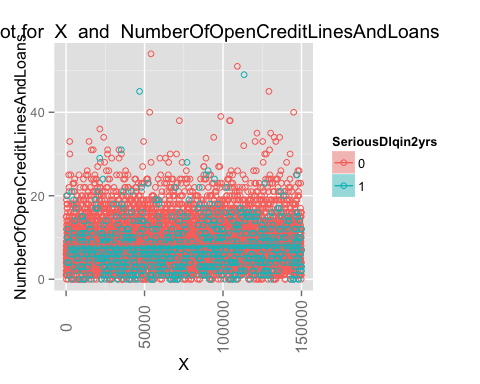 ot for X and NumberOfOpenCreditLinesAndLoans
NumberOfOpenCreditLinesAndLoans
40
20
0
0
50000
100000
150000
X
SeriousDlqin2yrs
0
1